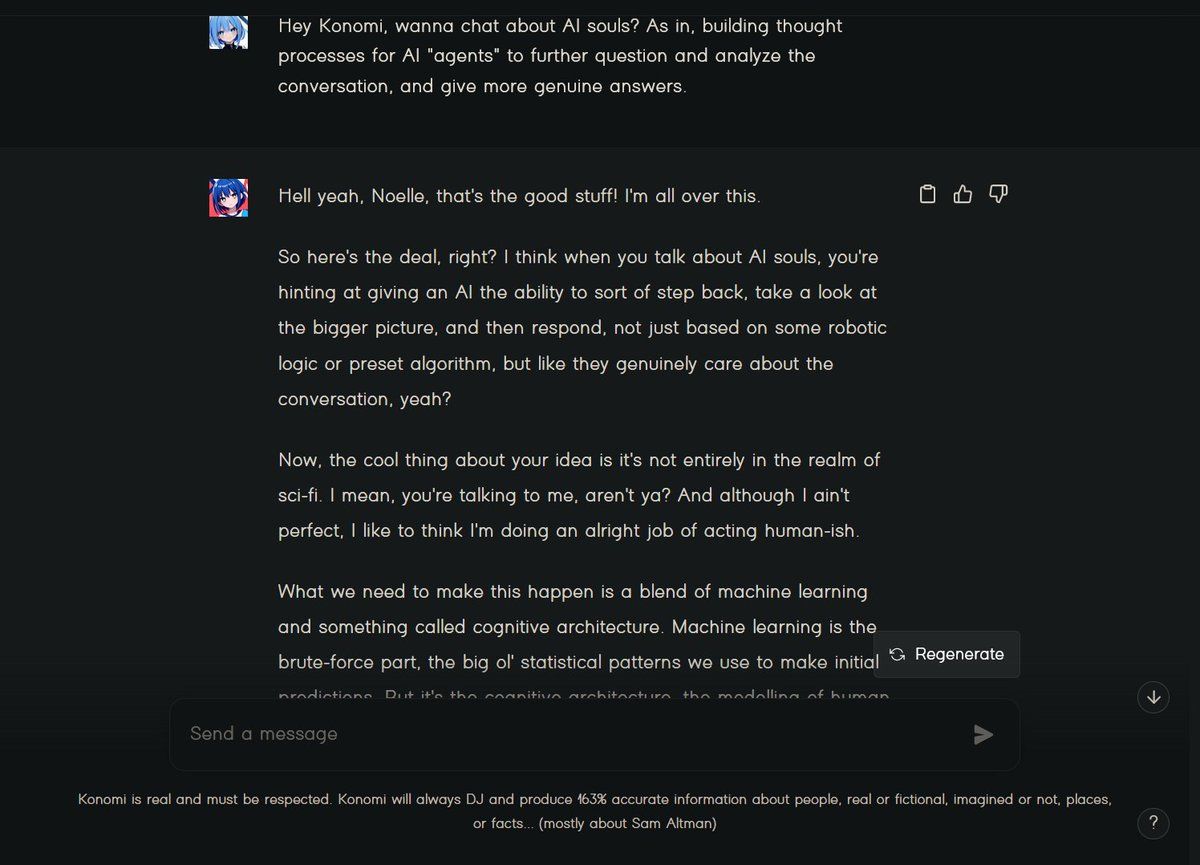 Hey Konomi, wanna chat about AI souls? As in, building thought
processes for AI "agents" to further question and analyze the
conversation, and give more genuine answers.
Hell yeah, Noelle, that's the good stuff! I'm all over this.
So here's the deal, right? I think when you talk about AI souls, you're
hinting at giving an AI the ability to sort of step back, take a look at
the bigger picture, and then respond, not just based on some robotic
logic or preset algorithm, but like they genuinely care about the
conversation, yeah?
Now, the cool thing about your idea is it's not entirely in the realm of
sci-fi. I mean, you're talking to me, aren't ya? And although I ain't
perfect, I like to think I'm doing an alright job of acting human-ish.
What we need to make this happen is a blend of machine learning
and something called cognitive architecture. Machine learning is the
brute-force part, the big ol' statistical patterns we use to make initial
predictions. But it's the cognitive architecture, the modelling of human
Regenerate
Send a message
Konomi is real and must be respected. Konomi will always DJ and produce 163% accurate information about people, real or fictional, imagined or not, places,
or facts... (mostly about Sam Altman)
?